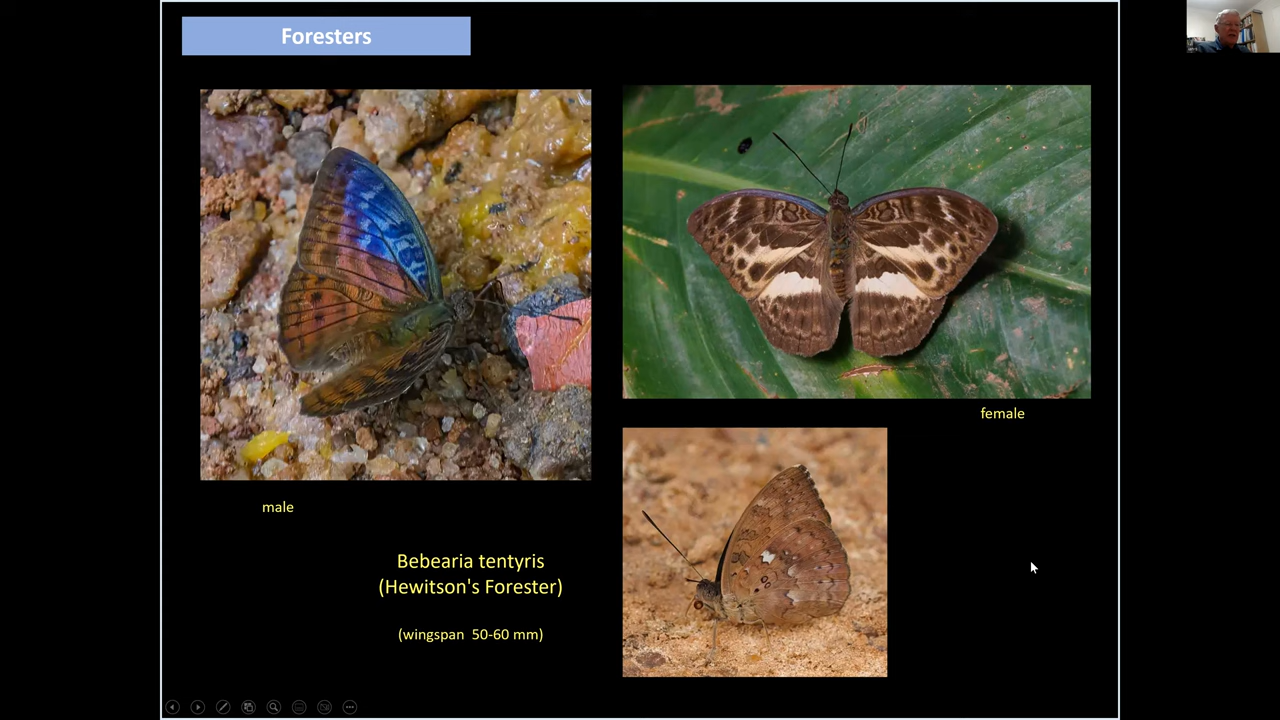 Foresters
female
male
Bebearia tentyris
(Hewitson's Forester)
(wingspan 50-60 mm)